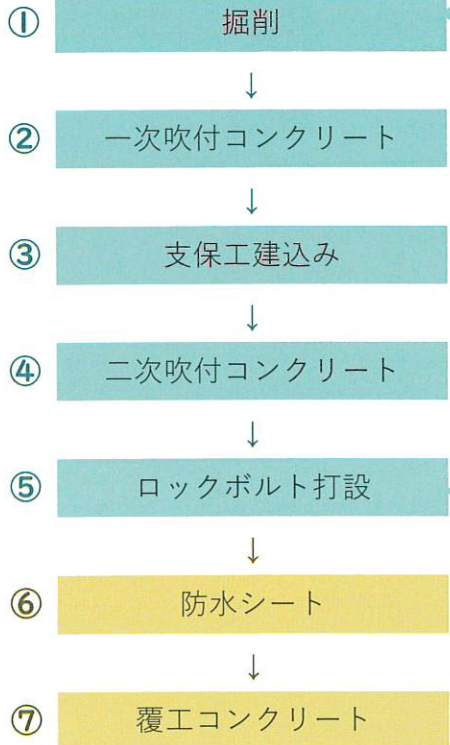 ① 掘削
↓
② 一次吹付コンクリート
↓
③ 支保工建込み
↓
④ 二次吹付コンクリート
↓
⑤ ロックボルト打設
↓
⑥ 防水シート
↓
⑦ 覆工コンクリート